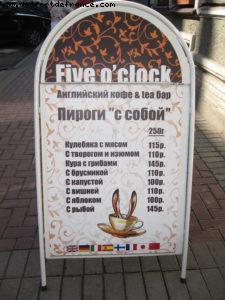 Five o'clock
Английский кофе & tea бар
Пироги "с собой"
250г
Кулебяка с мясом 115р.
С творогом и изюмом 110р.
Кура с грибами 145р.
С брусникой 110р.
С капустой 100р.
С вишней 110р.
С яблоком 100р.
С рыбой 145р.